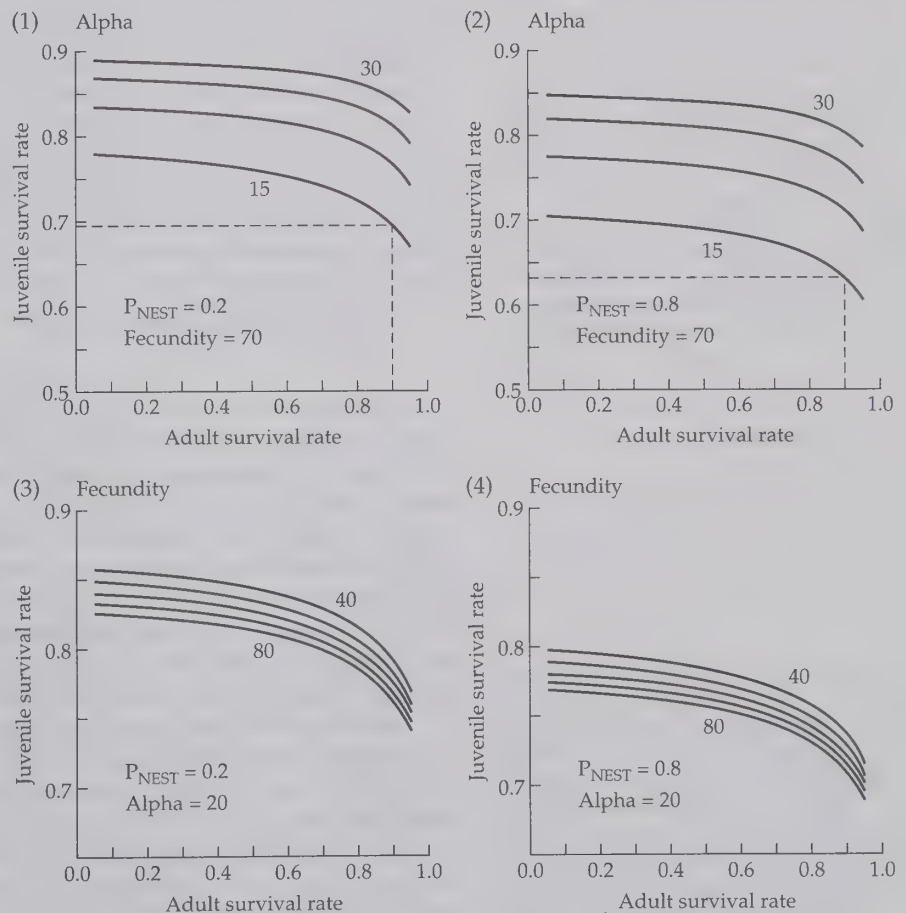 (1) Alpha
0.9
0.8
0.7
0.6
0.5
Juvenile survival rate
30
15
P_NEST = 0.2
Fecundity = 70
0.0 0.2 0.4 0.6 0.8 1.0
Adult survival rate
(2) Alpha
0.9
0.8
0.7
0.6
0.5
Juvenile survival rate
30
15
P_NEST = 0.8
Fecundity = 70
0.0 0.2 0.4 0.6 0.8 1.0
Adult survival rate
(3) Fecundity
0.9
0.8
0.7
Juvenile survival rate
40
80
P_NEST = 0.2
Alpha = 20
0.0 0.2 0.4 0.6 0.8 1.0
Adult survival rate
(4) Fecundity
0.9
0.8
0.7
Juvenile survival rate
40
80
P_NEST = 0.8
Alpha = 20
0.0 0.2 0.4 0.6 0.8 1.0
Adult survival rate